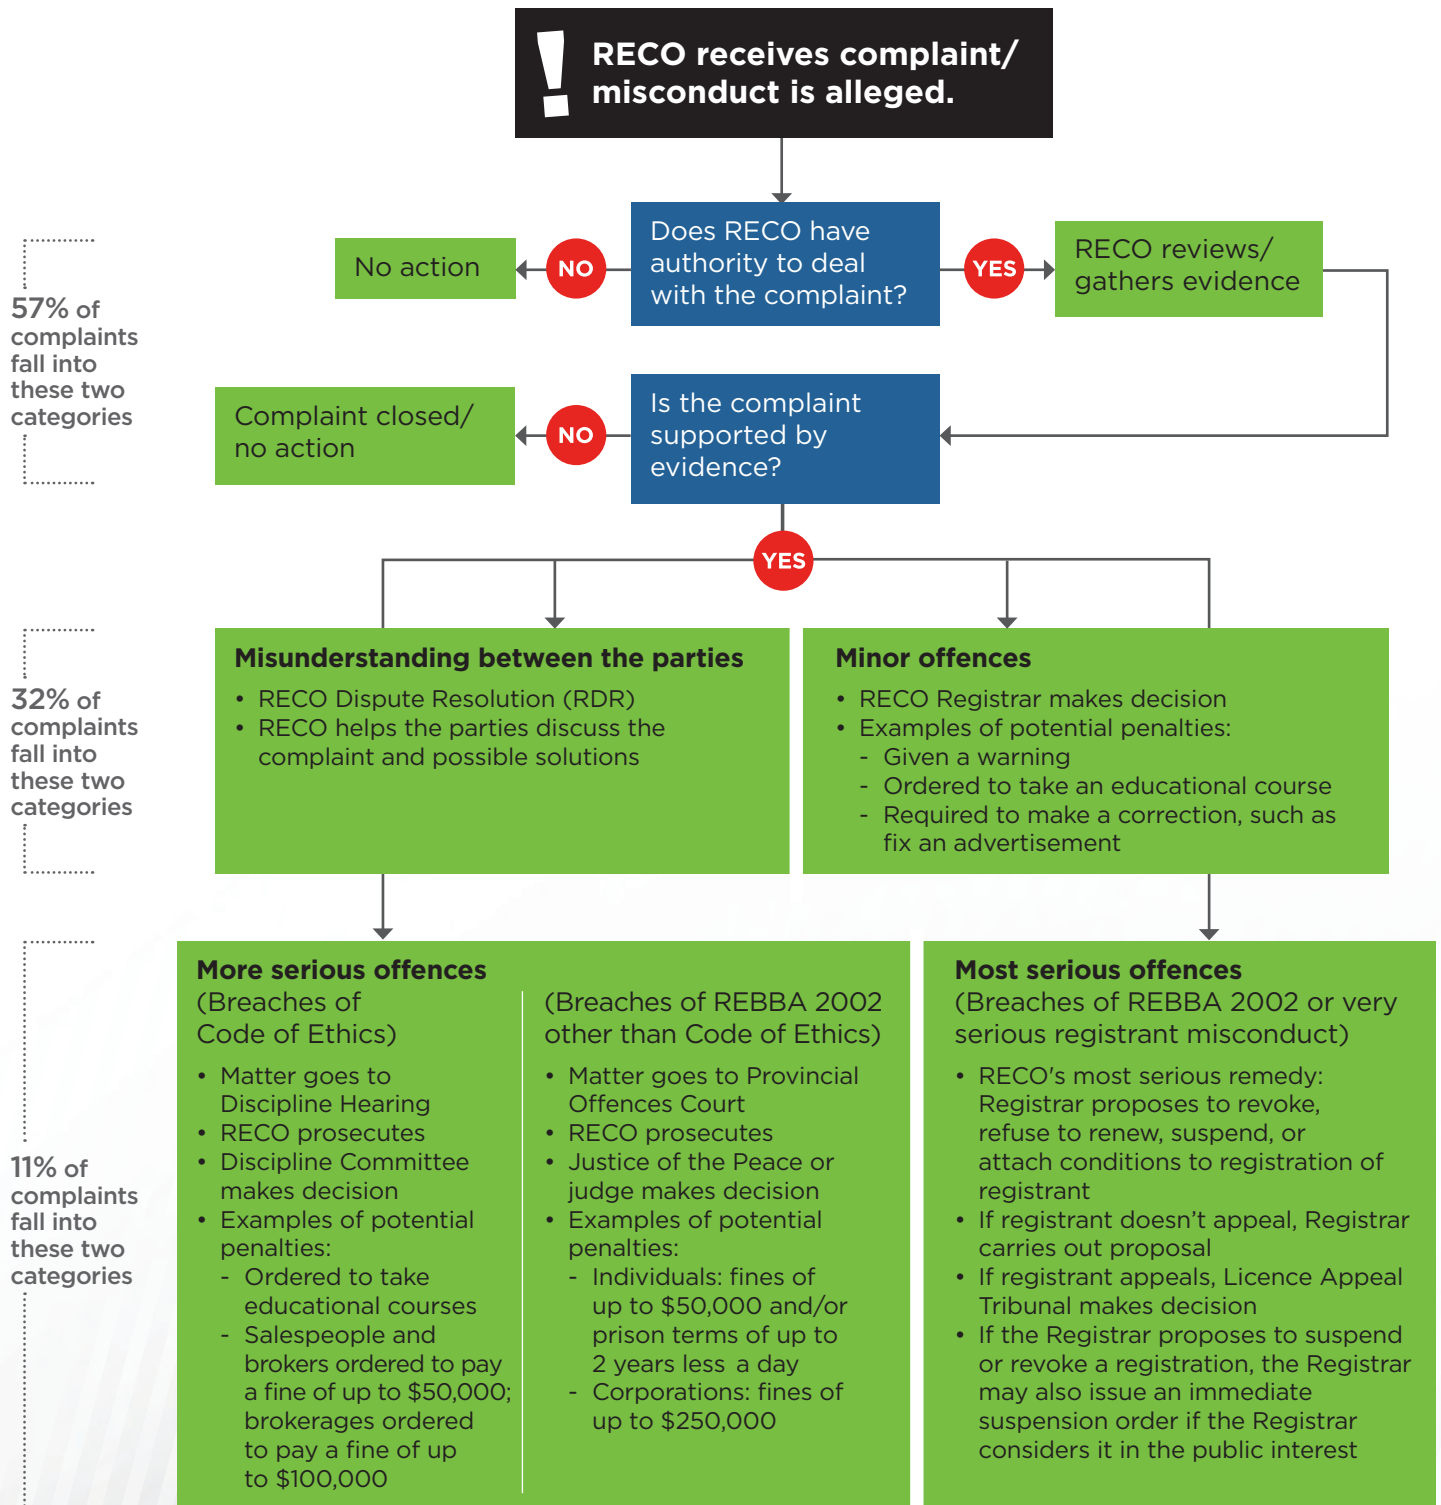 !
RECO receives complaint/
misconduct is alleged.
Does RECO have
authority to deal
with the complaint?
NO
No action
YES
RECO reviews/
gathers evidence
57% of
complaints
fall into
these two
categories
Is the complaint
supported by
evidence?
NO
Complaint closed/
no action
YES
32% of
complaints
fall into
these two
categories
Misunderstanding between the parties
• RECO Dispute Resolution (RDR)
• RECO helps the parties discuss the
complaint and possible solutions
Minor offences
• RECO Registrar makes decision
• Examples of potential penalties:
- Given a warning
- Ordered to take an educational course
- Required to make a correction, such as
fix an advertisement
11% of
complaints
fall into
these two
categories
More serious offences
(Breaches of
Code of Ethics)
• Matter goes to
Discipline Hearing
• RECO prosecutes
• Discipline Committee
makes decision
• Examples of potential
penalties:
- Ordered to take
educational courses
- Salespeople and
brokers ordered to pay
a fine of up to $50,000;
brokerages ordered
to pay a fine of up
to $100,000
(Breaches of REBBA 2002
other than Code of Ethics)
• Matter goes to Provincial
Offences Court
• RECO prosecutes
• Justice of the Peace or
judge makes decision
• Examples of potential
penalties:
- Individuals: fines of
up to $50,000 and/or
prison terms of up to
2 years less a day
- Corporations: fines of
up to $250,000
Most serious offences
(Breaches of REBBA 2002 or very
serious registrant misconduct)
• RECO's most serious remedy:
Registrar proposes to revoke,
refuse to renew, suspend, or
attach conditions to registration of
registrant
• If registrant doesn’t appeal, Registrar
carries out proposal
• If registrant appeals, Licence Appeal
Tribunal makes decision
• If the Registrar proposes to suspend
or revoke a registration, the Registrar
may also issue an immediate
suspension order if the Registrar
considers it in the public interest